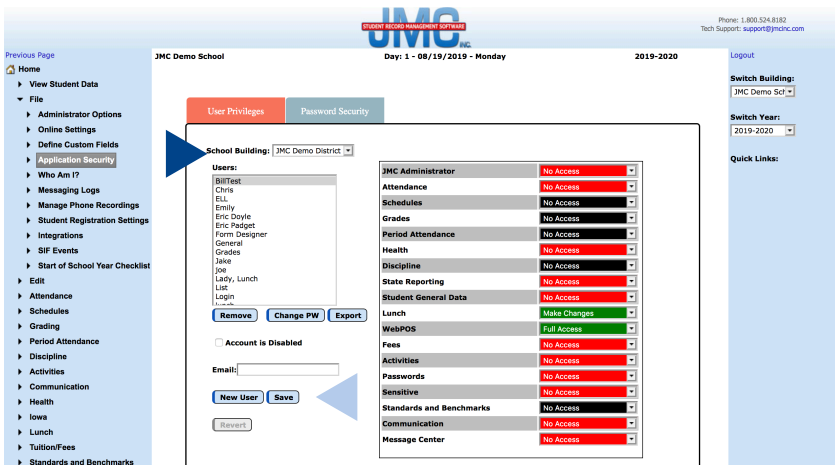 STUDENT RECORD MANAGEMENT SOFTWARE
JMC
INC.
Phone: 1.800.524.8182
Tech Support: support@jmcinc.com
Previous Page
JMC Demo School
Day: 1 - 08/19/2019 - Monday
2019-2020
Logout
Home
View Student Data
File
Administrator Options
Online Settings
Define Custom Fields
Application Security
Who Am I?
Messaging Logs
Manage Phone Recordings
Student Registration Settings
Integrations
SIF Events
Start of School Year Checklist
Edit
Attendance
Schedules
Grading
Period Attendance
Discipline
Activities
Communication
Health
Iowa
Lunch
Tuition/Fees
Standards and Benchmarks
User Privileges
Password Security
School Building: JMC Demo District
Users:
BillTest
Chris
ELL
Emily
Eric Doyle
Eric Padget
Form Designer
General
Grades
Jake
joe
Lady, Lunch
List
Login
Remove
Change PW
Export
Account is Disabled
Email:
New User
Save
Revert
JMC Administrator No Access
Attendance No Access
Schedules No Access
Grades No Access
Period Attendance No Access
Health No Access
Discipline No Access
State Reporting No Access
Student General Data No Access
Lunch Make Changes
WebPOS Full Access
Fees No Access
Activities No Access
Passwords No Access
Sensitive No Access
Standards and Benchmarks No Access
Communication No Access
Message Center No Access
Switch Building:
JMC Demo Sch
Switch Year:
2019-2020
Quick Links: